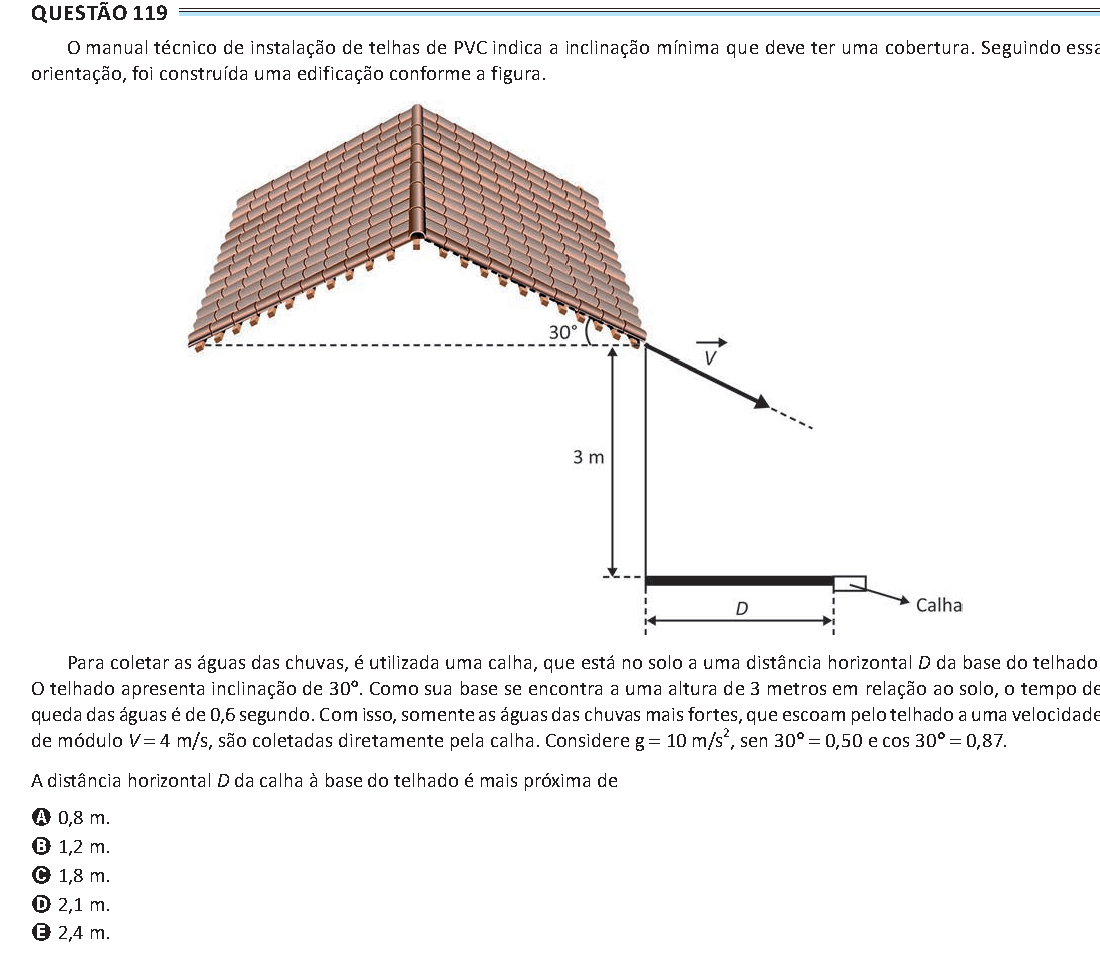 QUESTÃO 119
O manual técnico de instalação de telhas de PVC indica a inclinação mínima que deve ter uma cobertura. Seguindo essa
orientação, foi construída uma edificação conforme a figura.
30°
V
3 m
Calha
D
Para coletar as águas das chuvas, é utilizada uma calha, que está no solo a uma distância horizontal D da base do telhado
O telhado apresenta inclinação de 30°. Como sua base se encontra a uma altura de 3 metros em relação ao solo, o tempo de
queda das águas é de 0,6 segundo. Com isso, somente as águas das chuvas mais fortes, que escoam pelo telhado a uma velocidade
de módulo V = 4 m/s, são coletadas diretamente pela calha. Considere g = 10 m/s², sen 30° = 0,50 e cos 30° = 0,87.
A distância horizontal D da calha à base do telhado é mais próxima de
A 0,8 m.
B 1,2 m.
C 1,8 m.
D 2,1 m.
E 2,4 m.